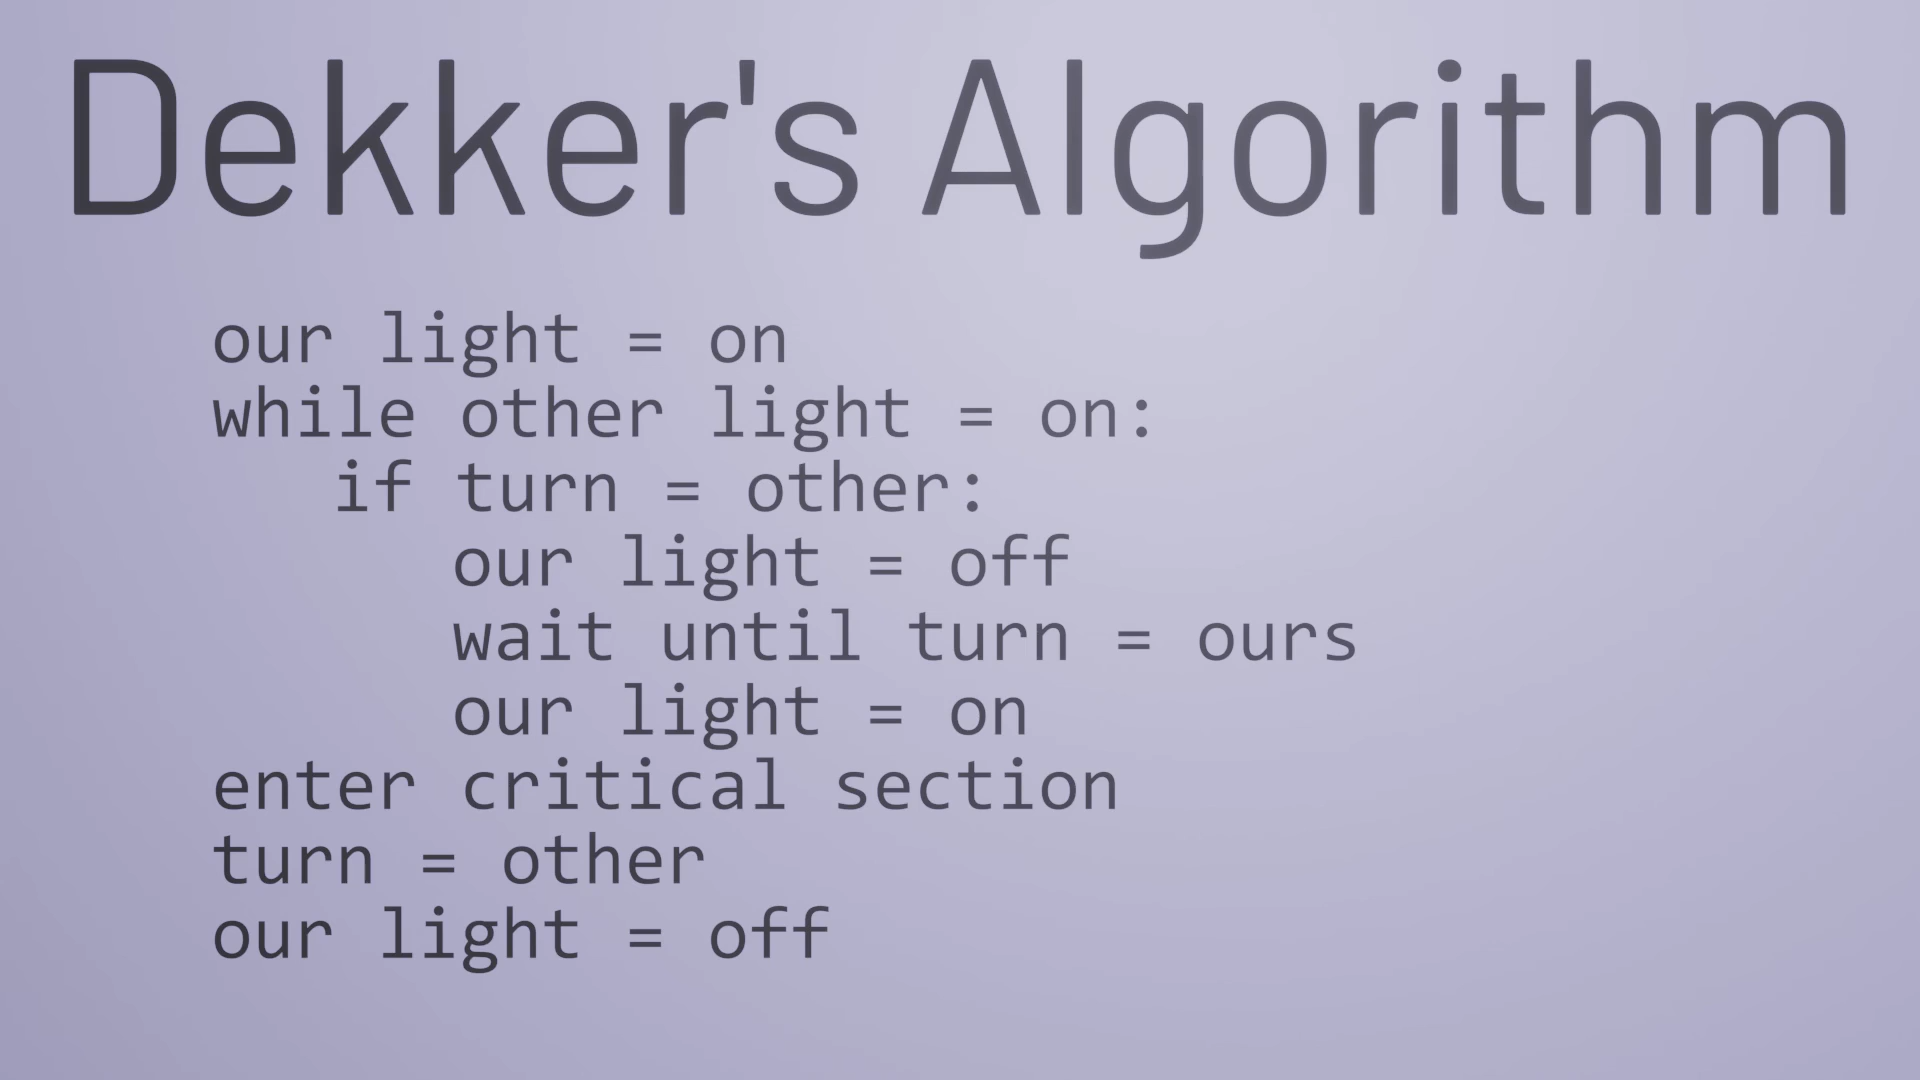 Dekker's Algorithm
our light = on
while other light = on:
   if turn = other:
      our light = off
      wait until turn = ours
      our light = on
enter critical section
turn = other
our light = off